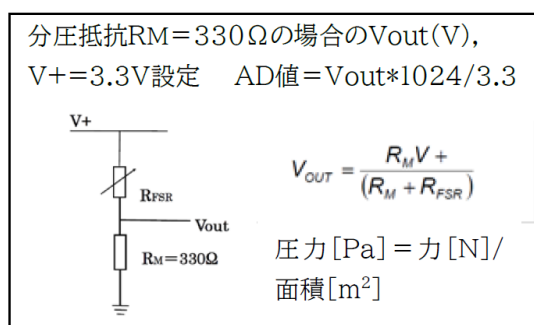 分圧抵抗RM＝330Ωの場合のVout(V),
V+＝3.3V設定　AD値＝Vout*1024/3.3
V+
RFSR
Vout
RM＝330Ω
VOUT = RMV + / (RM + RFSR)
圧力[Pa]＝力[N]/
面積[m²]